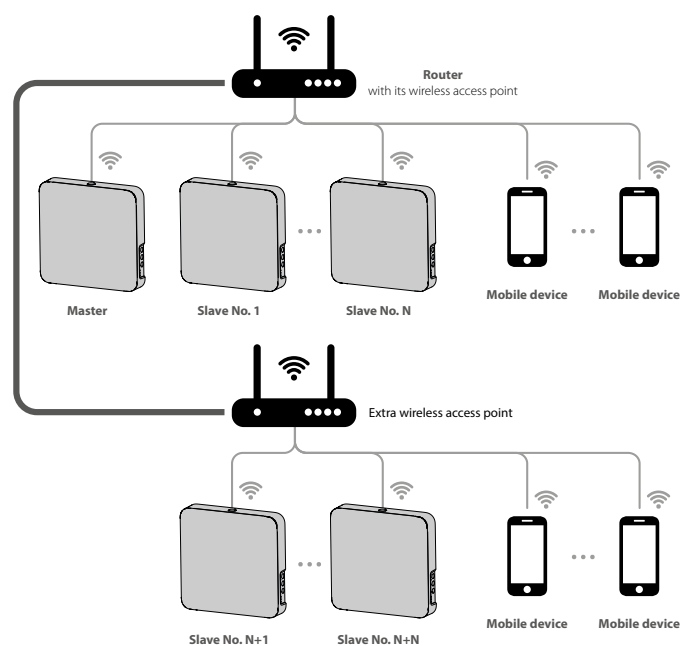 Router
with its wireless access point
Master
Slave No. 1
Slave No. N
Mobile device
Mobile device
Extra wireless access point
Slave No. N+1
Slave No. N+N
Mobile device
Mobile device